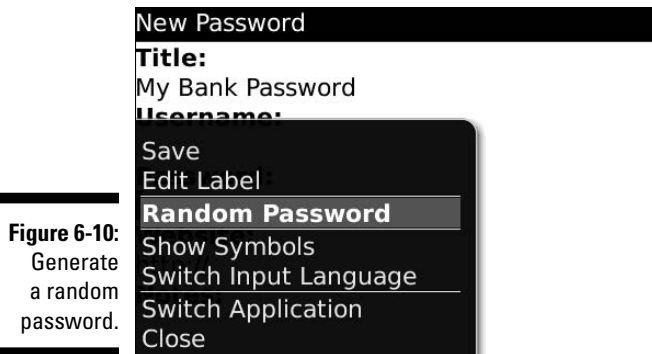 New Password
Title:
My Bank Password
Username:
Save
Edit Label
Random Password
Show Symbols
Switch Input Language
Switch Application
Close
Figure 6-10:
Generate
a random
password.